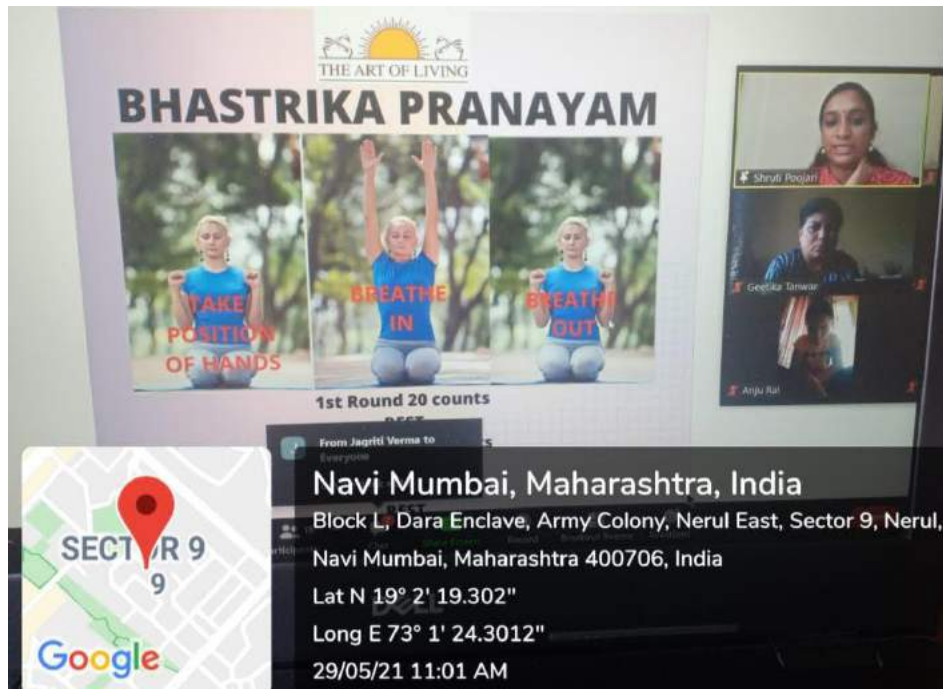 THE ART OF LIVING
BHASTRIKA PRANAYAM
TAKE
POSITION
OF HANDS
BREATHE
IN
BREATHE
OUT
1st Round 20 counts
REST
Shruti Poojari
Geetika Tanwar
Anju Rai
From Jagriti Verma to
Everyone
REST
DELL
SECTOR 9
9
Google
Navi Mumbai, Maharashtra, India
Block L, Dara Enclave, Army Colony, Nerul East, Sector 9, Nerul,
Navi Mumbai, Maharashtra 400706, India
Lat N 19° 2' 19.302"
Long E 73° 1' 24.3012"
29/05/21 11:01 AM